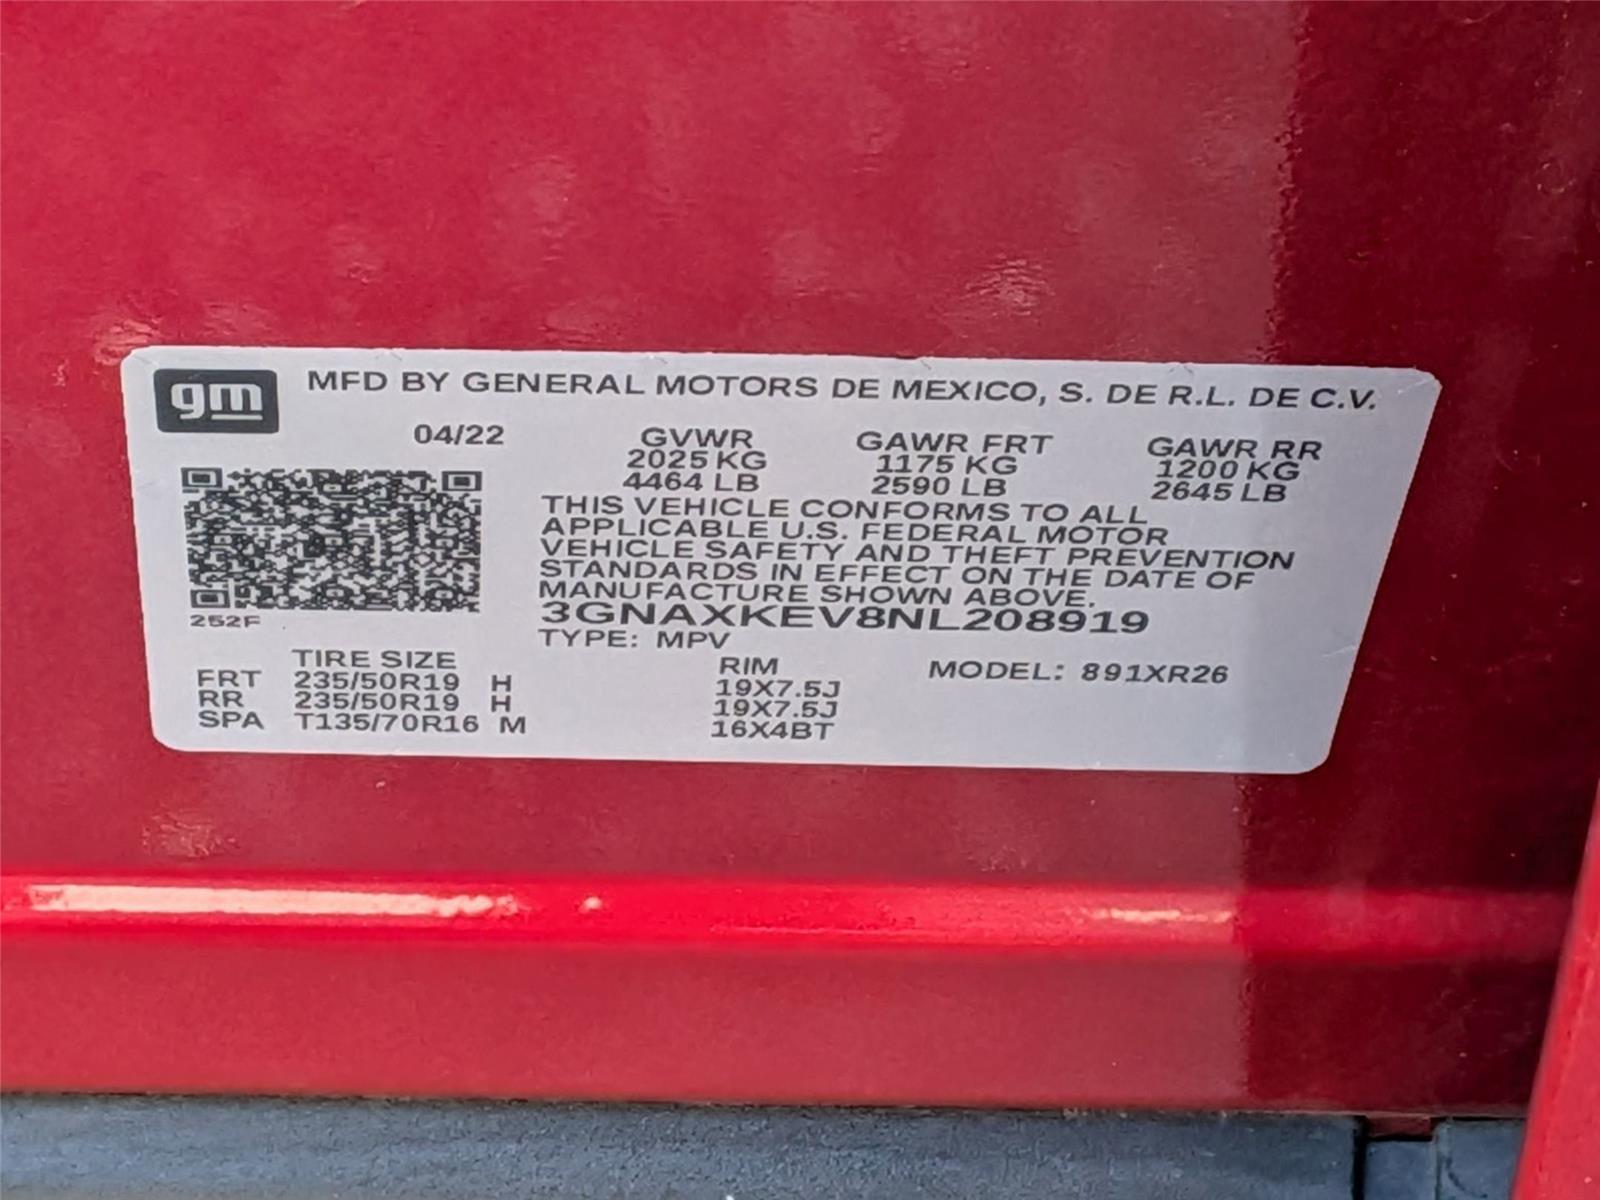 gm MFD BY GENERAL MOTORS DE MEXICO, S. DE R.L. DE C.V.
04/22 GVWR GAWR FRT GAWR RR
2025 KG 1175 KG 1200 KG
4464 LB 2590 LB 2645 LB
THIS VEHICLE CONFORMS TO ALL
APPLICABLE U.S. FEDERAL MOTOR
VEHICLE SAFETY AND THEFT PREVENTION
STANDARDS IN EFFECT ON THE DATE OF
MANUFACTURE SHOWN ABOVE.
252F 3GNAXKEV8NL208919
TYPE: MPV
TIRE SIZE RIM MODEL: 891XR26
FRT 235/50R19 H 19X7.5J
RR 235/50R19 H 19X7.5J
SPA T135/70R16 M 16X4BT